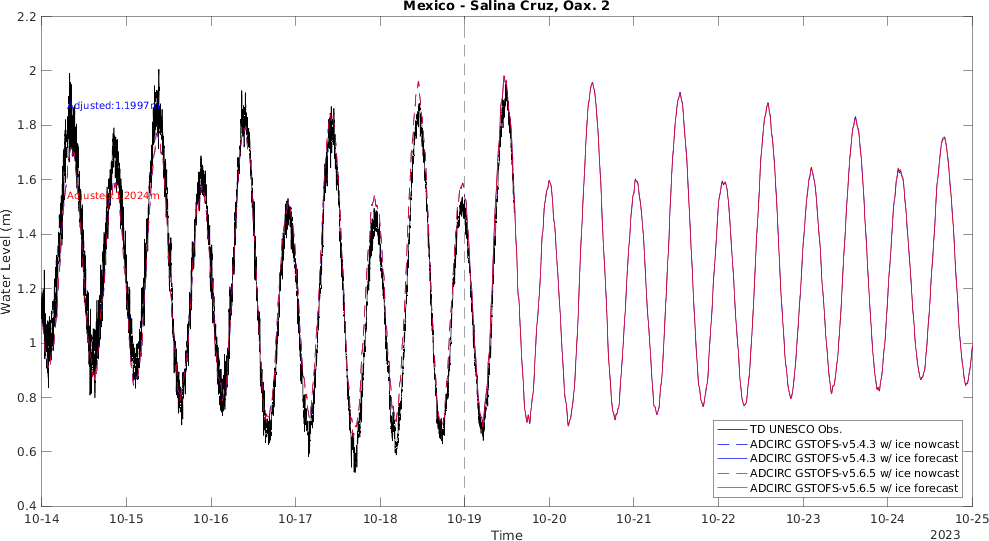 Mexico - Salina Cruz, Oax. 2
Water Level (m)
2.2
2
1.8
1.6
1.4
1.2
1
0.8
0.6
0.4
Adjusted:1.1997m
Adjusted:1.2024m
TD UNESCO Obs.
ADCIRC GSTOFS-v5.4.3 w/ ice nowcast
ADCIRC GSTOFS-v5.4.3 w/ ice forecast
ADCIRC GSTOFS-v5.6.5 w/ ice nowcast
ADCIRC GSTOFS-v5.6.5 w/ ice forecast
10-14 10-15 10-16 10-17 10-18 10-19 10-20 10-21 10-22 10-23 10-24 10-25
Time
2023